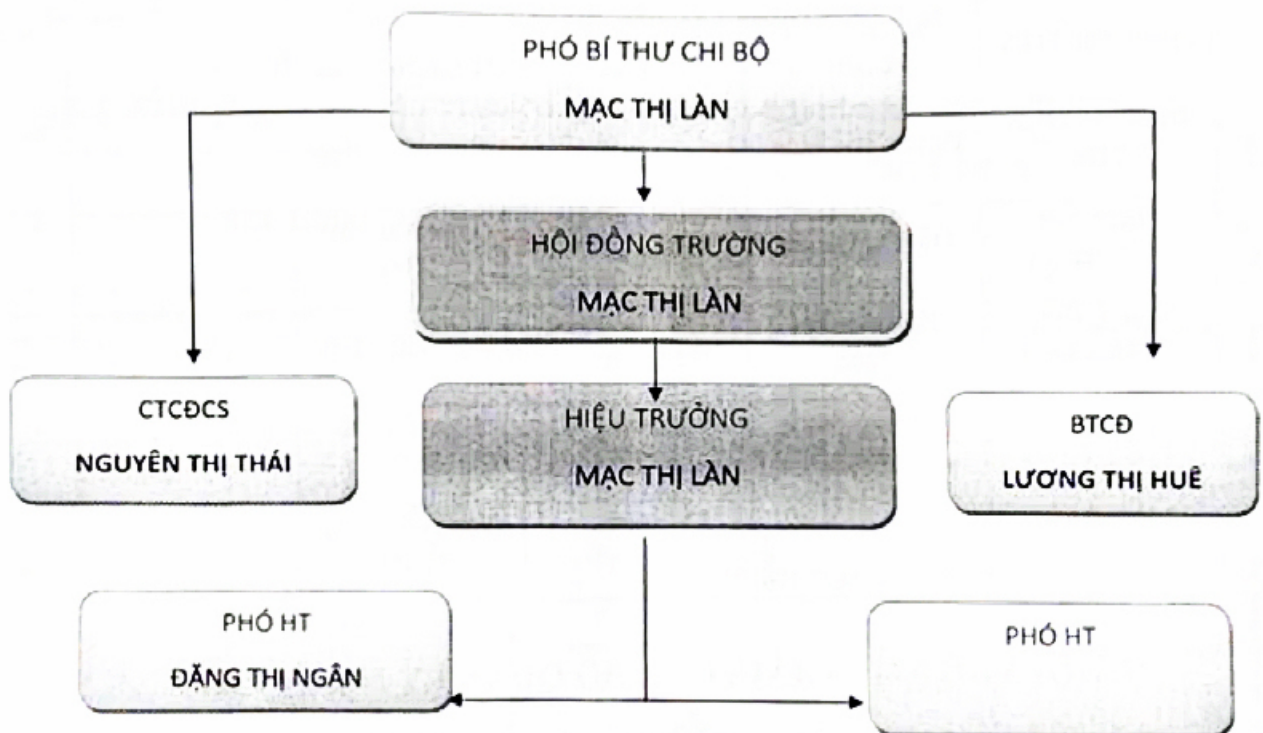 PHÓ BÍ THƯ CHI BỘ
MẠC THỊ LÀN
HỘI ĐỒNG TRƯỜNG
MẠC THỊ LÀN
CTCĐCS
NGUYÊN THỊ THÁI
HIỆU TRƯỞNG
MẠC THỊ LÀN
BTCĐ
LƯƠNG THỊ HUÊ
PHÓ HT
ĐẶNG THỊ NGÂN
PHÓ HT